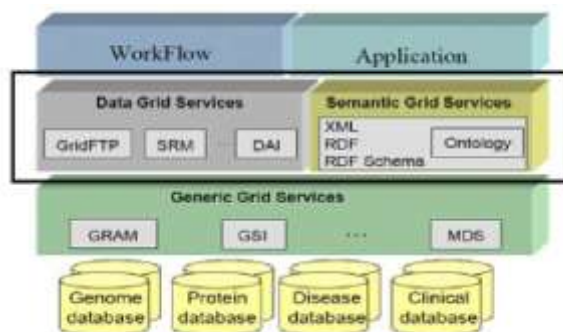 WorkFlow Application
Data Grid Services Semantic Grid Services
GridFTP SRM ... DAI
XML
RDF
RDF Schema
Ontology
Generic Grid Services
GRAM GSI ... MDS
Genome database
Protein database
Disease database
Clinical database